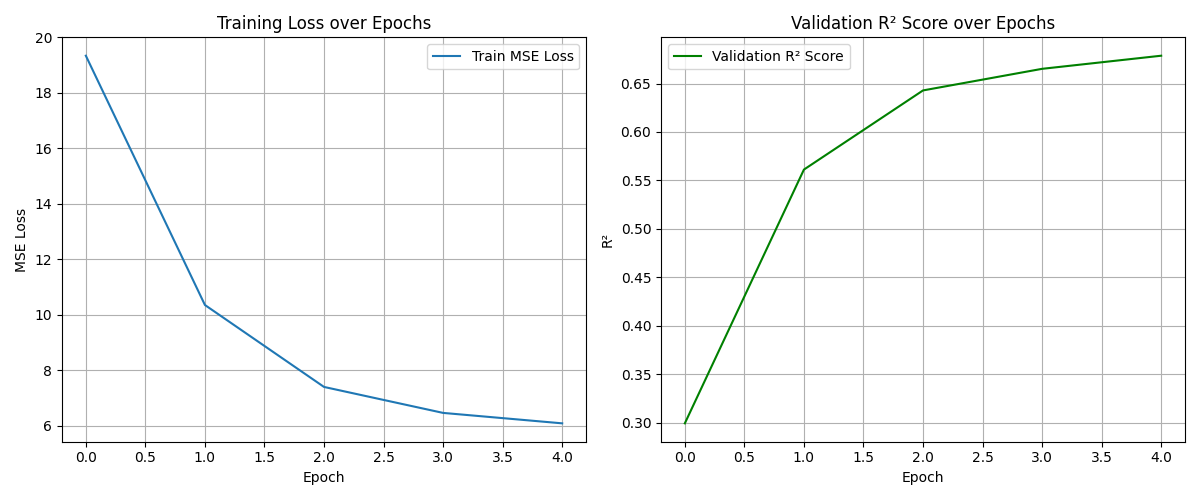 Training Loss over Epochs
Train MSE Loss
20
18
16
14
12
10
8
6
MSE Loss
0.0 0.5 1.0 1.5 2.0 2.5 3.0 3.5 4.0
Epoch
Validation R² Score over Epochs
Validation R² Score
0.65
0.60
0.55
0.50
0.45
0.40
0.35
0.30
R²
0.0 0.5 1.0 1.5 2.0 2.5 3.0 3.5 4.0
Epoch